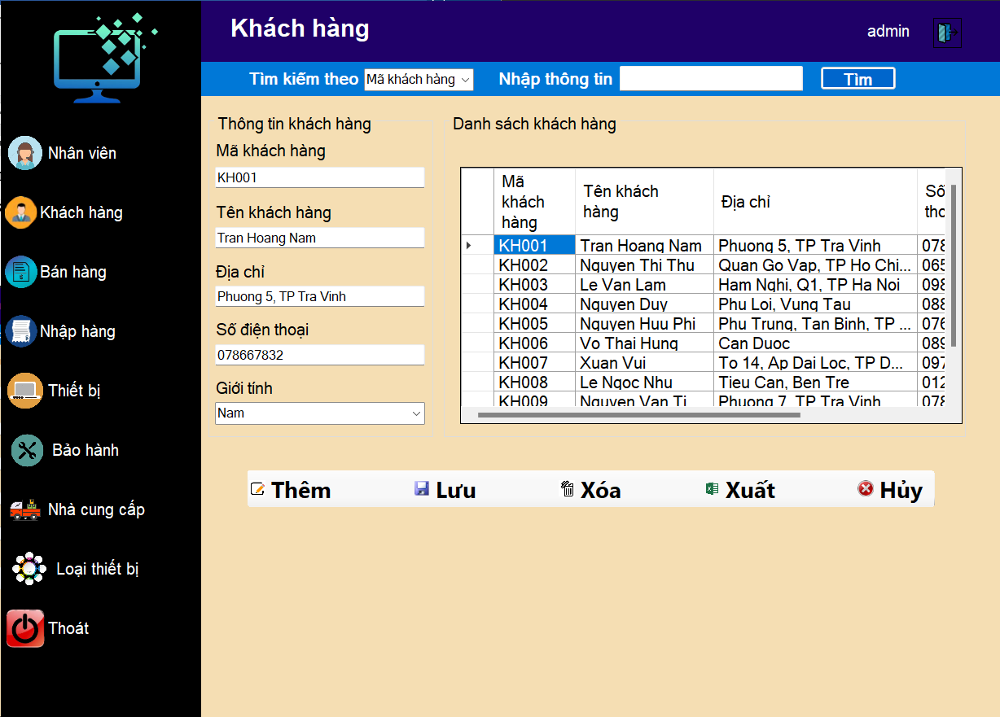 Khách hàng
admin
Tìm kiếm theo Mã khách hàng Nhập thông tin Tìm
Nhân viên
Khách hàng
Bán hàng
Nhập hàng
Thiết bị
Bảo hành
Nhà cung cấp
Loại thiết bị
Thoát
Thông tin khách hàng
Mã khách hàng
KH001
Tên khách hàng
Tran Hoang Nam
Địa chỉ
Phuong 5, TP Tra Vinh
Số điện thoại
078667832
Giới tính
Nam
Danh sách khách hàng
Mã khách hàng Tên khách hàng Địa chỉ Số
KH001 Tran Hoang Nam Phuong 5, TP Tra Vinh 078
KH002 Nguyen Thi Thu Quan Go Vap, TP Ho Chi... 065
KH003 Le Van Lam Ham Nghi, Q1, TP Ha Noi 098
KH004 Nguyen Duy Phu Loi, Vung Tau 088
KH005 Nguyen Huu Phi Phu Trung, Tan Binh, TP ... 076
KH006 Vo Thai Hung Can Duoc 089
KH007 Xuan Vui To 14, Ap Dai Loc, TP D... 097
KH008 Le Ngoc Nhu Tieu Can, Ben Tre 012
KH009 Nguyen Van Ti Phuong 7, TP Tra Vinh 078
Thêm Lưu Xóa Xuất Hủy